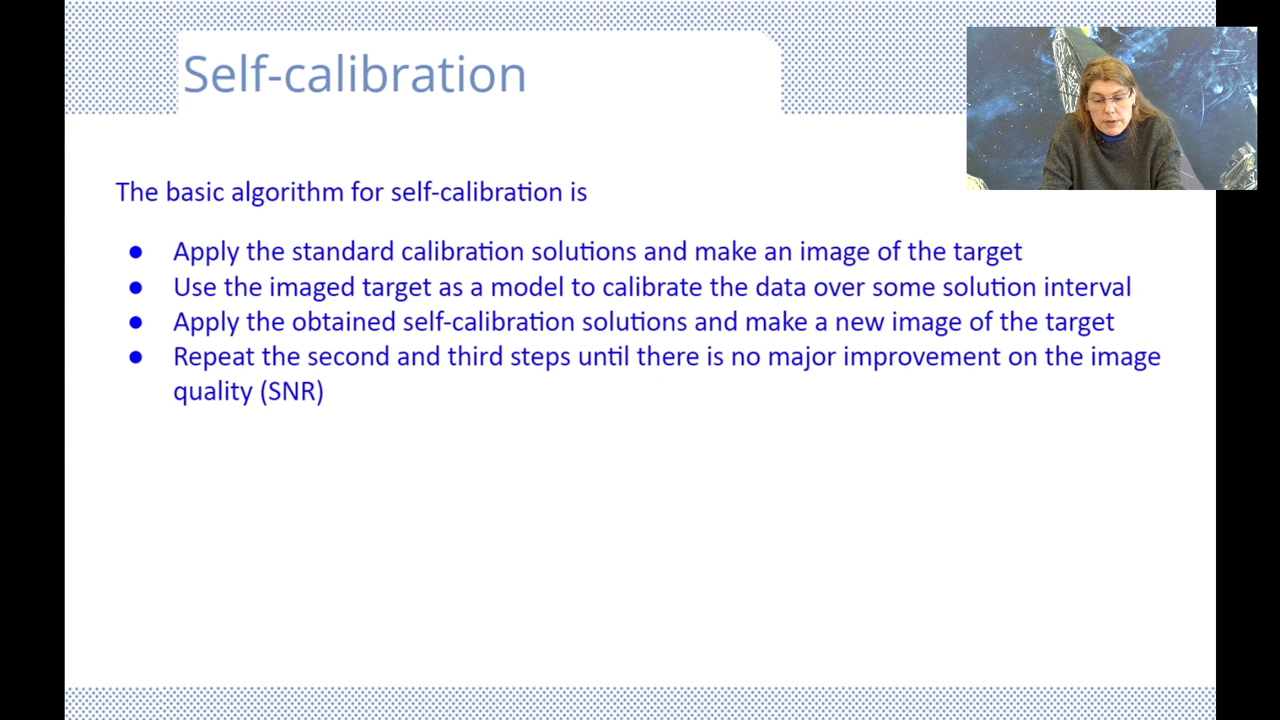 Self-calibration
The basic algorithm for self-calibration is
● Apply the standard calibration solutions and make an image of the target
● Use the imaged target as a model to calibrate the data over some solution interval
● Apply the obtained self-calibration solutions and make a new image of the target
● Repeat the second and third steps until there is no major improvement on the image
quality (SNR)